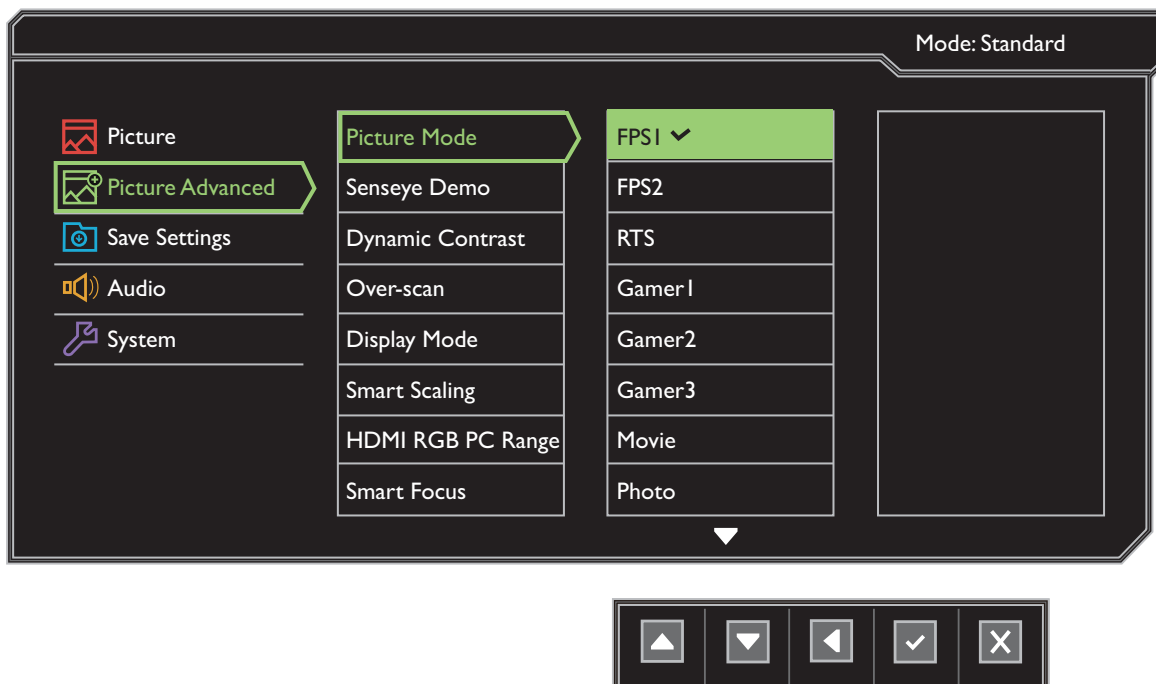 Mode: Standard
Picture
Picture Advanced
Save Settings
Audio
System
Picture Mode
Senseye Demo
Dynamic Contrast
Over-scan
Display Mode
Smart Scaling
HDMI RGB PC Range
Smart Focus
FPS1
FPS2
RTS
Gamer1
Gamer2
Gamer3
Movie
Photo